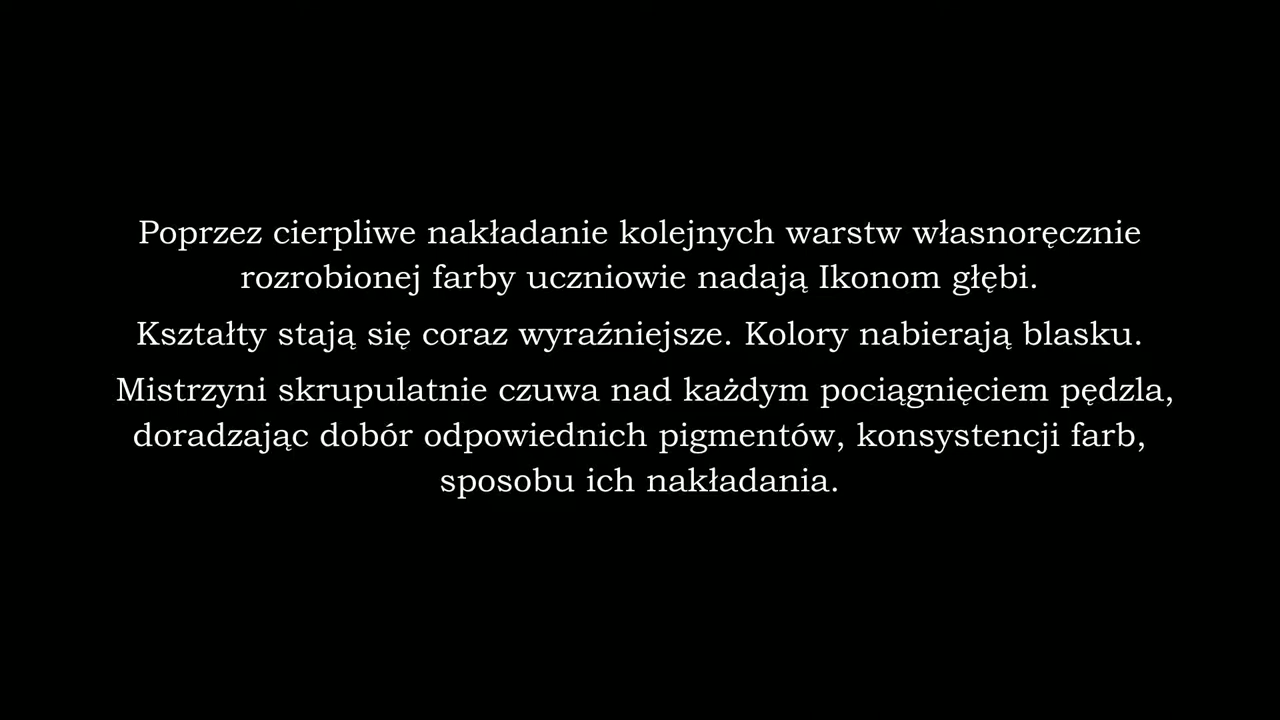 Poprzez cierpliwe nakładanie kolejnych warstw własnoręcznie
rozrobionej farby uczniowie nadają Ikonom głębi.
Kształty stają się coraz wyraźniejsze. Kolory nabierają blasku.
Mistrzyni skrupulatnie czuwa nad każdym pociągnięciem pędzla,
doradzając dobór odpowiednich pigmentów, konsystencji farb,
sposobu ich nakładania.